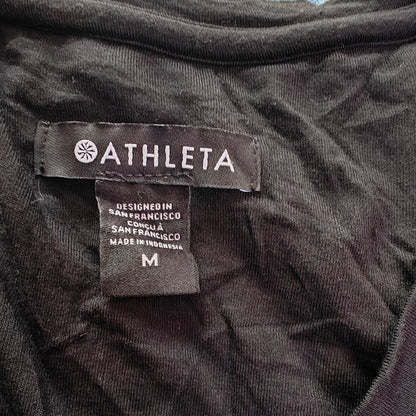 ATHLETA
DESIGNED IN
SAN FRANCISCO
CONÇU À
SAN FRANCISCO
MADE IN INDONESIA
M